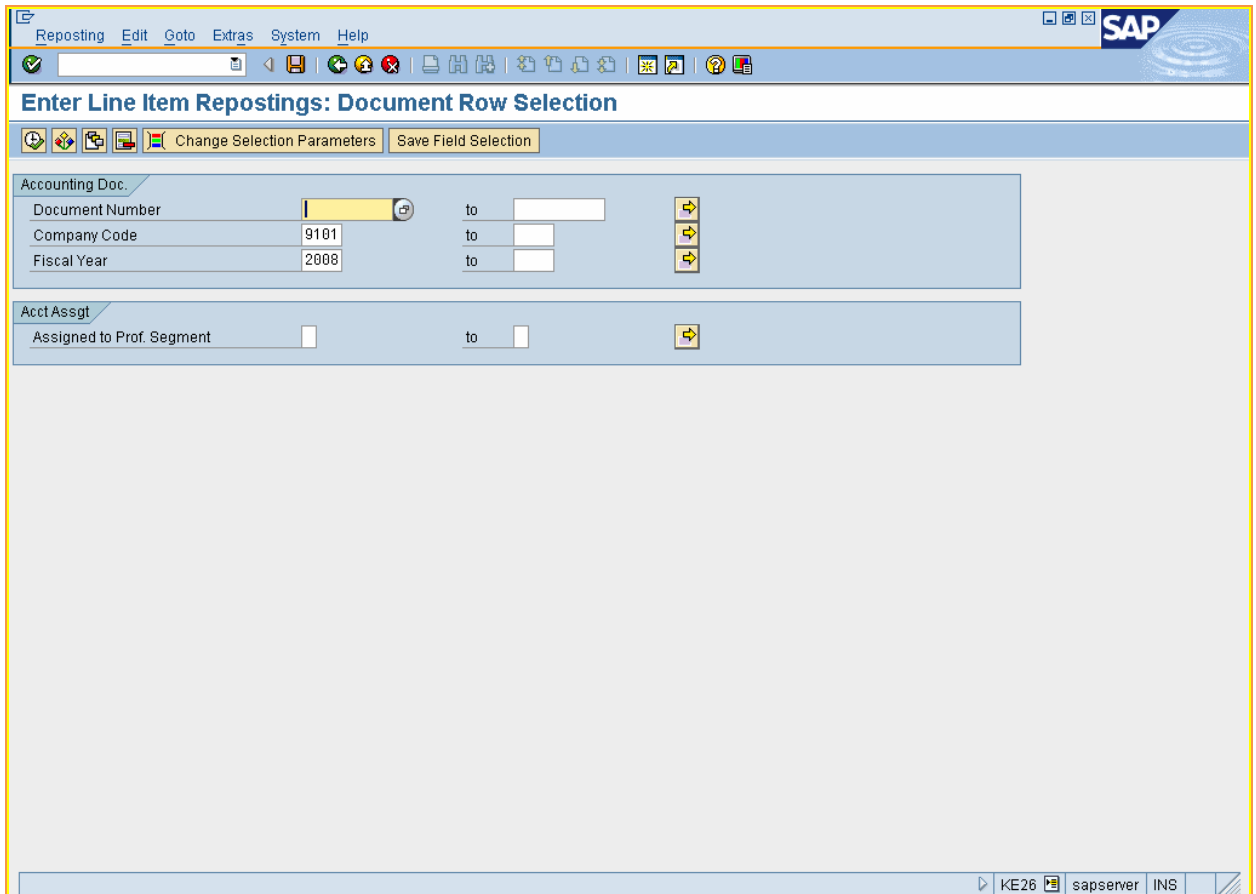 Reposting Edit Goto Extras System Help
SAP
Enter Line Item Repostings: Document Row Selection
Change Selection Parameters Save Field Selection
Accounting Doc.
Document Number to
Company Code 9101 to
Fiscal Year 2008 to
Acct Assgt
Assigned to Prof. Segment to
KE26 sapserver INS